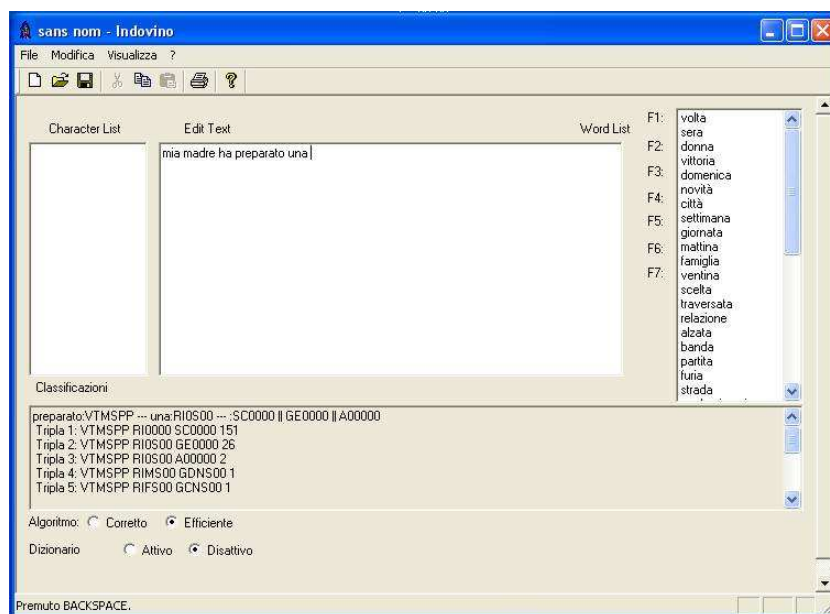 sans nom - Indovino
File Modifica Visualizza ?
Character List Edit Text Word List
mia madre ha preparato una
F1:
F2:
F3:
F4:
F5:
F6:
F7:
volta
sera
donna
vittoria
domenica
novità
città
settimana
giornata
mattina
famiglia
ventina
scelta
traversata
relazione
alzata
banda
partita
furia
strada
Classificazioni
preparato:VTMSPP --- una:RI0S00 --- :SC0000 || GE0000 || A00000
Tripla 1: VTMSPP RI0000 SC0000 151
Tripla 2: VTMSPP RI0S00 GE0000 26
Tripla 3: VTMSPP RI0S00 A00000 2
Tripla 4: VTMSPP RIMS00 GDNS00 1
Tripla 5: VTMSPP RIFS00 GCNS00 1
Algoritmo: Corretto Efficiente
Dizionario Attivo Disattivo
Premuto BACKSPACE.